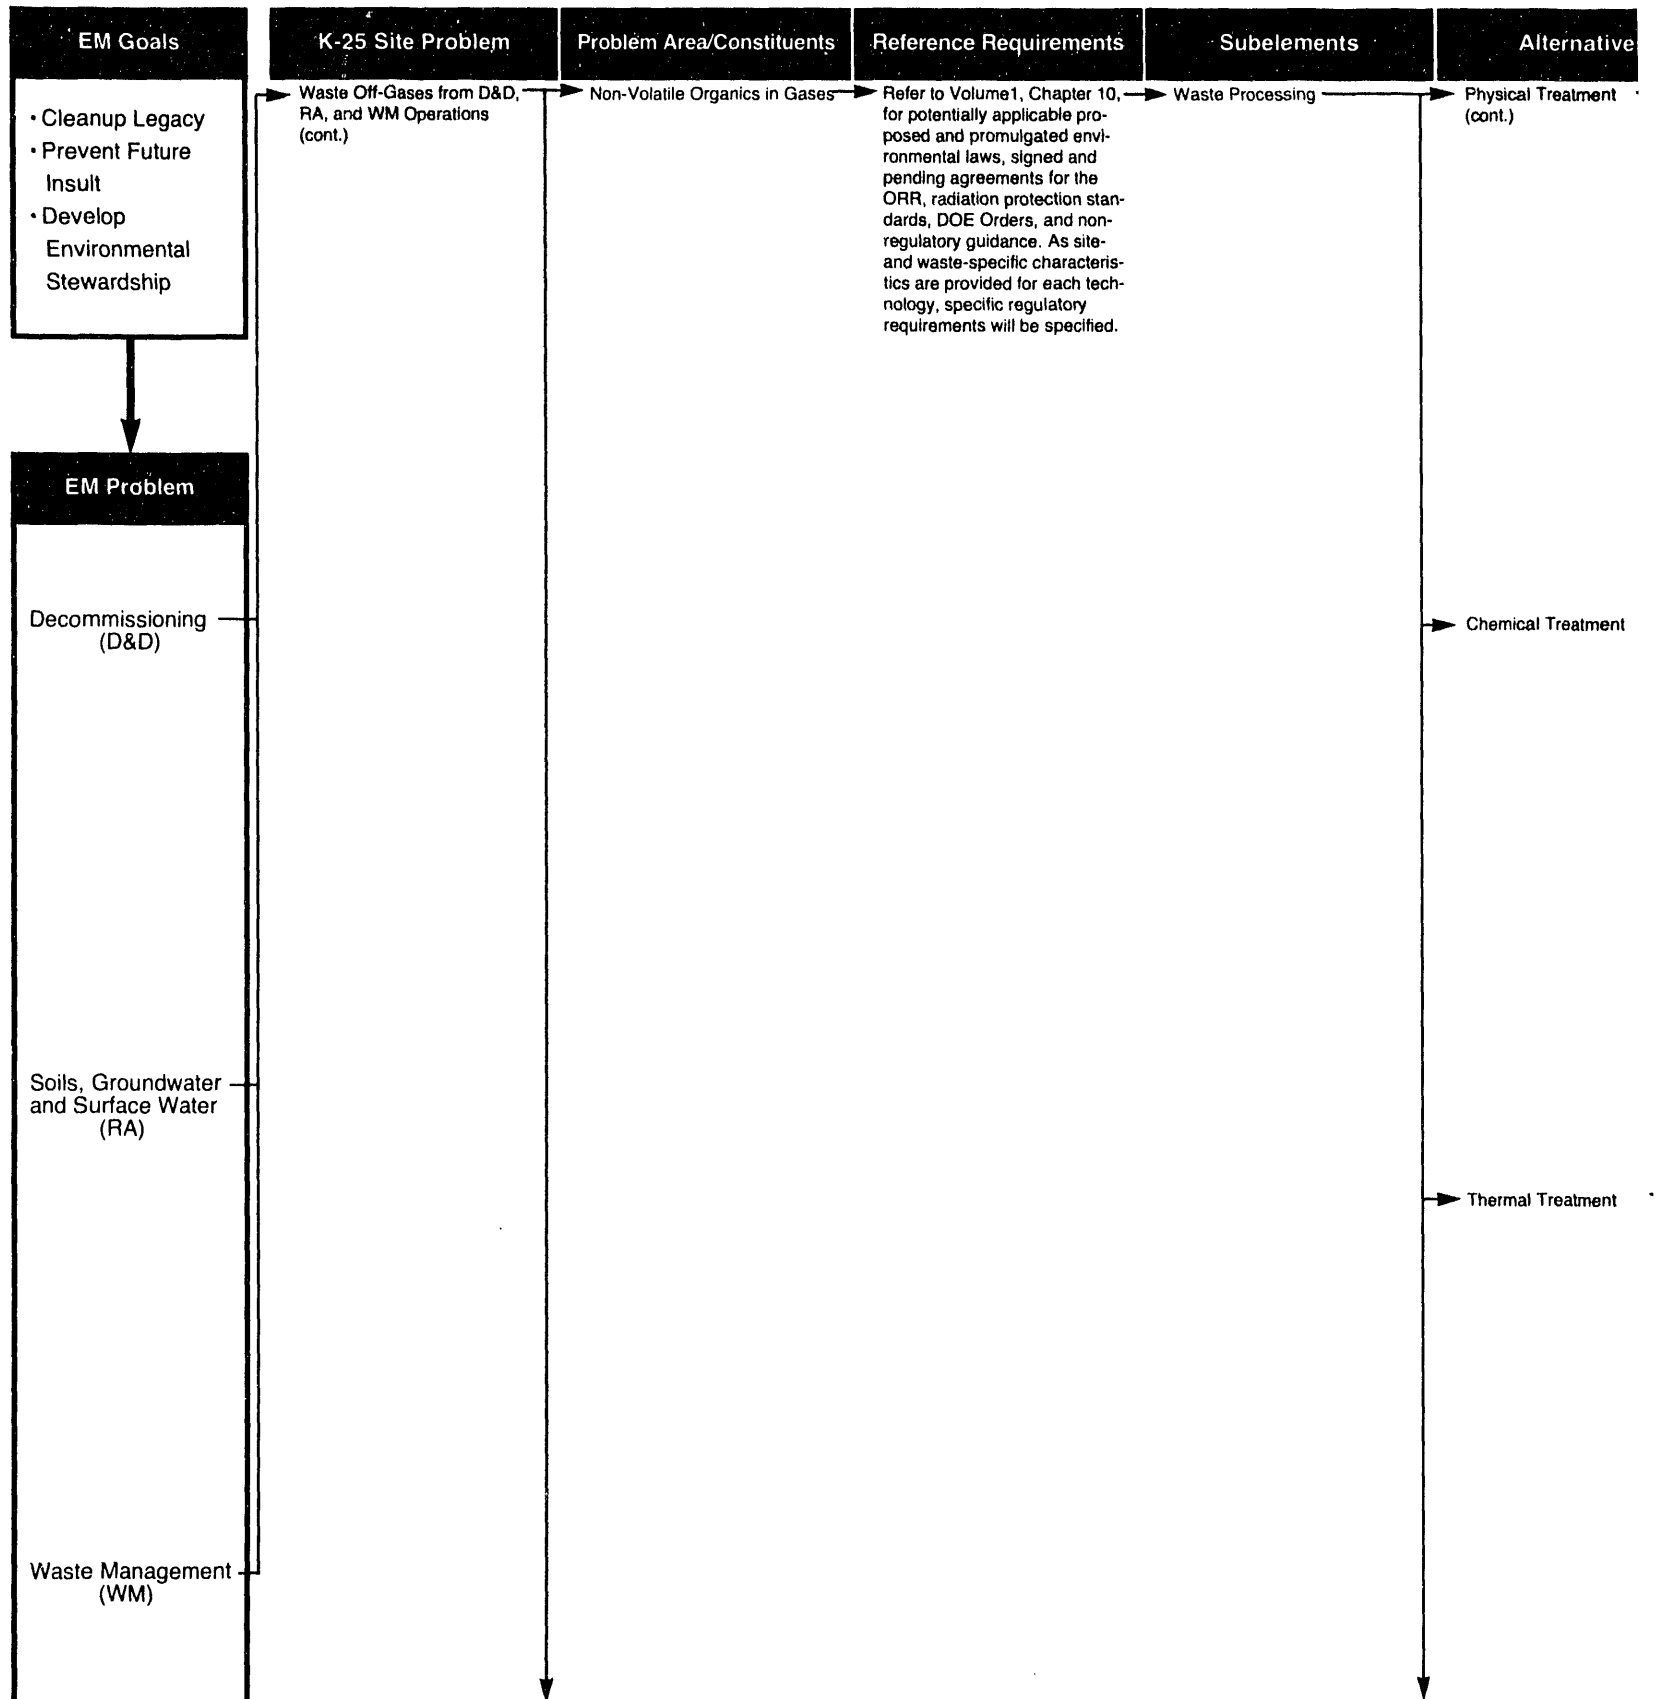 EM Goals
• Cleanup Legacy
• Prevent Future
Insult
• Develop
Environmental
Stewardship
EM Problem
Decommissioning
(D&D)
Soils, Groundwater
and Surface Water
(RA)
Waste Management
(WM)
K-25 Site Problem
Waste Off-Gases from D&D,
RA, and WM Operations
(cont.)
Problem Area/Constituents
Non-Volatile Organics in Gases
Reference Requirements
Refer to Volume1, Chapter 10,
for potentially applicable pro-
posed and promulgated envi-
ronmental laws, signed and
pending agreements for the
ORR, radiation protection stan-
dards, DOE Orders, and non-
regulatory guidance. As site-
and waste-specific characteris-
tics are provided for each tech-
nology, specific regulatory
requirements will be specified.
Subelements
Waste Processing
Alternative
Physical Treatment
(cont.)
Chemical Treatment
Thermal Treatment